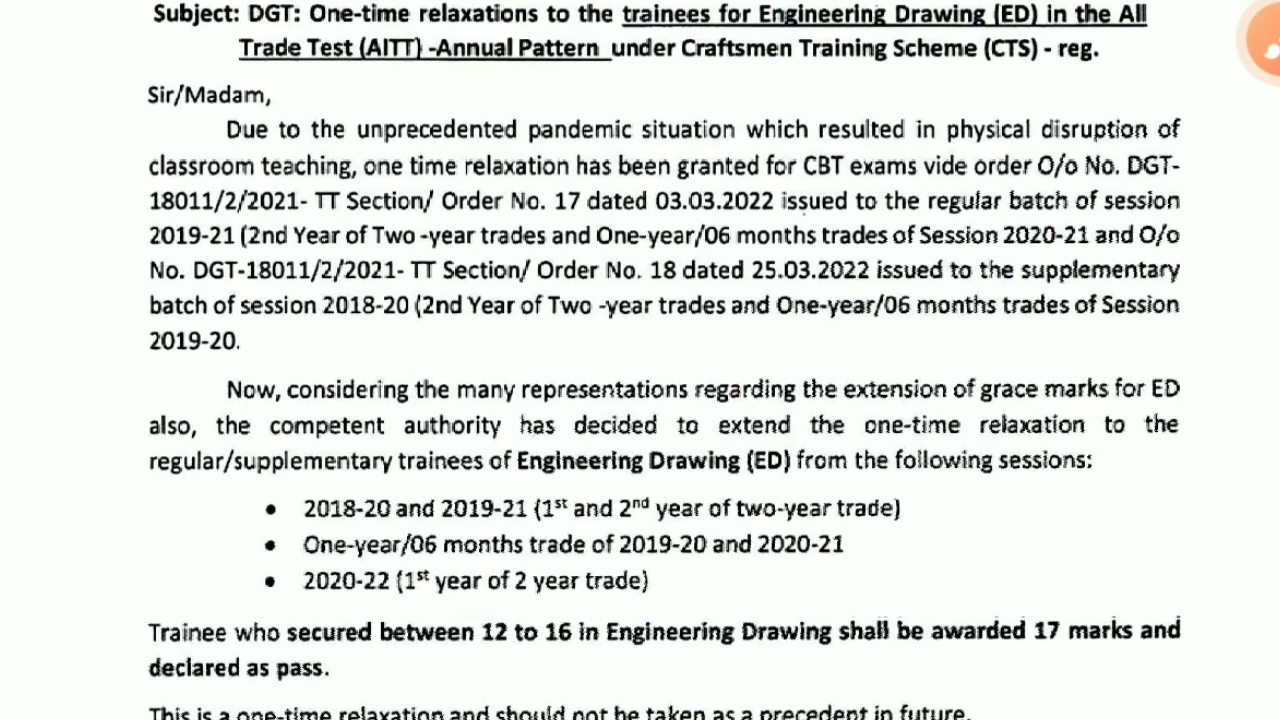 Subject: DGT: One-time relaxations to the trainees for Engineering Drawing (ED) in the All
Trade Test (AITT) -Annual Pattern under Craftsmen Training Scheme (CTS) - reg.
Sir/Madam,
Due to the unprecedented pandemic situation which resulted in physical disruption of
classroom teaching, one time relaxation has been granted for CBT exams vide order O/o No. DGT-
18011/2/2021- TT Section/ Order No. 17 dated 03.03.2022 issued to the regular batch of session
2019-21 (2nd Year of Two -year trades and One-year/06 months trades of Session 2020-21 and O/o
No. DGT-18011/2/2021- TT Section/ Order No. 18 dated 25.03.2022 issued to the supplementary
batch of session 2018-20 (2nd Year of Two -year trades and One-year/06 months trades of Session
2019-20.
Now, considering the many representations regarding the extension of grace marks for ED
also, the competent authority has decided to extend the one-time relaxation to the
regular/supplementary trainees of Engineering Drawing (ED) from the following sessions:
• 2018-20 and 2019-21 (1st and 2nd year of two-year trade)
• One-year/06 months trade of 2019-20 and 2020-21
• 2020-22 (1st year of 2 year trade)
Trainee who secured between 12 to 16 in Engineering Drawing shall be awarded 17 marks and
declared as pass.
This is a one-time relaxation and should not be taken as a precedent in future.